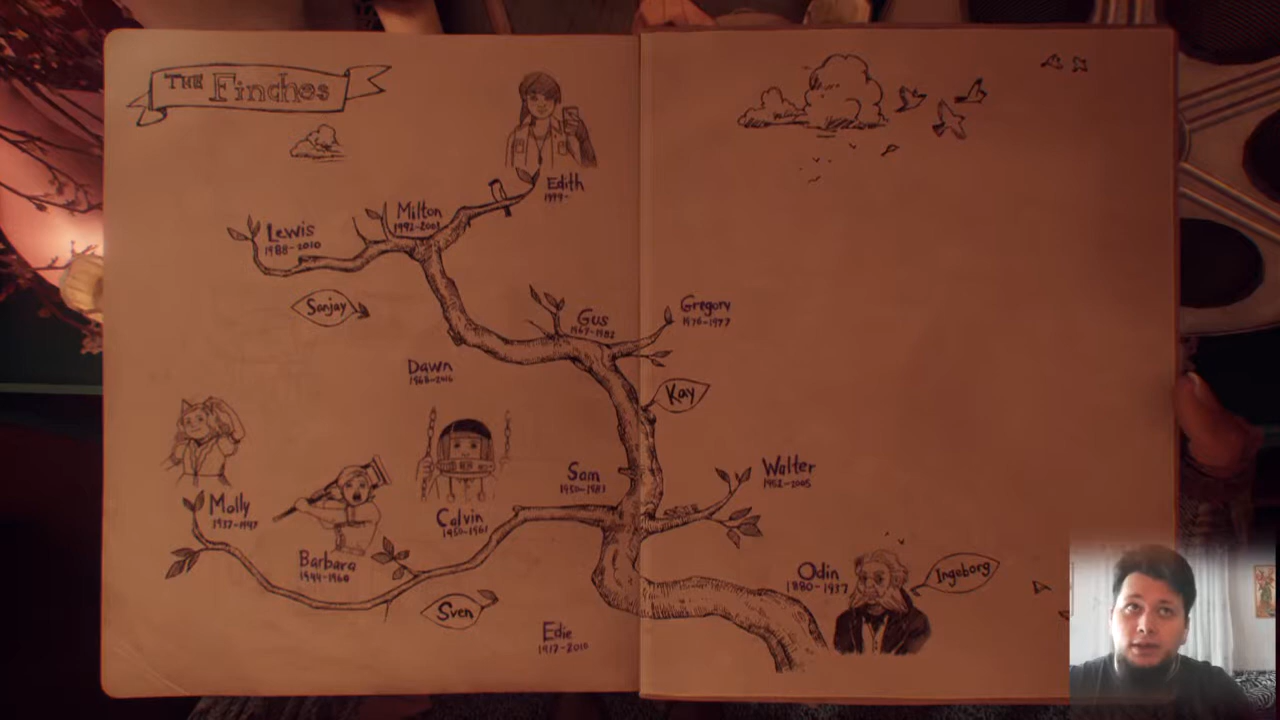 THE Finches
Edith
1999-
Milton
1992-2003
Lewis
1988-2010
Sanjay
Gus
1969-1982
Gregory
1976-1977
Dawn
1968-2016
Kay
Sam
1950-1983
Walter
1952-2005
Molly
1937-1947
Calvin
1950-1961
Barbara
1944-1960
Odin
1880-1937
Ingeborg
Sven
Edie
1917-2010